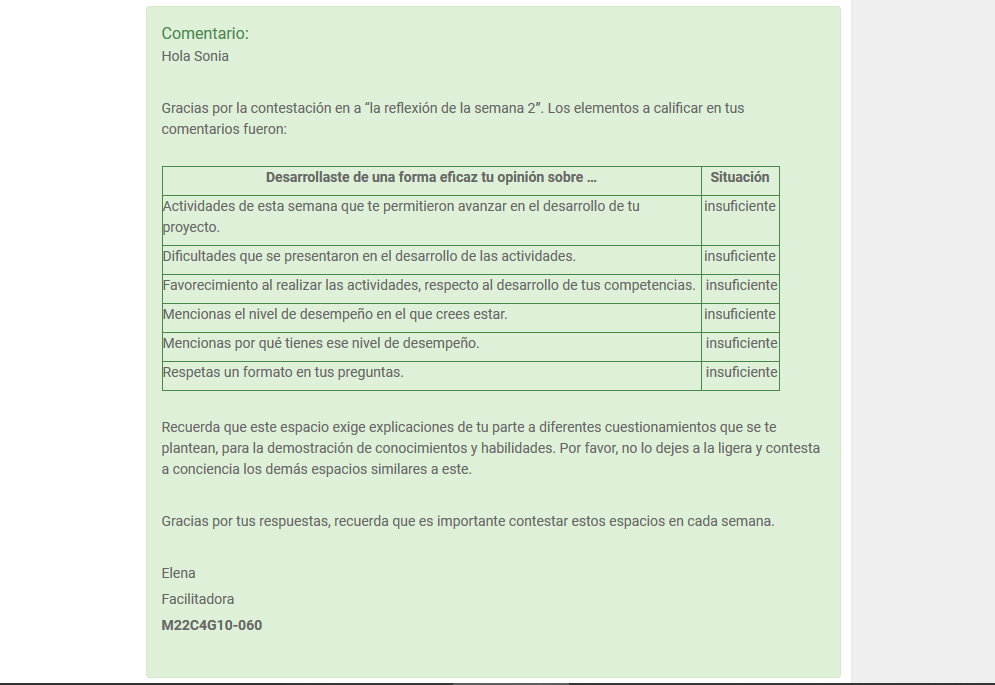 Comentario:
Hola Sonia
Gracias por la contestación en a “la reflexión de la semana 2”. Los elementos a calificar en tus
comentarios fueron:
Desarrollaste de una forma eficaz tu opinión sobre ... Situación
Actividades de esta semana que te permitieron avanzar en el desarrollo de tu insuficiente
proyecto.
Dificultades que se presentaron en el desarrollo de las actividades. insuficiente
Favorecimiento al realizar las actividades, respecto al desarrollo de tus competencias. insuficiente
Mencionas el nivel de desempeño en el que crees estar. insuficiente
Mencionas por qué tienes ese nivel de desempeño. insuficiente
Respetas un formato en tus preguntas. insuficiente
Recuerda que este espacio exige explicaciones de tu parte a diferentes cuestionamientos que se te
plantean, para la demostración de conocimientos y habilidades. Por favor, no lo dejes a la ligera y contesta
a conciencia los demás espacios similares a este.
Gracias por tus respuestas, recuerda que es importante contestar estos espacios en cada semana.
Elena
Facilitadora
M22C4G10-060